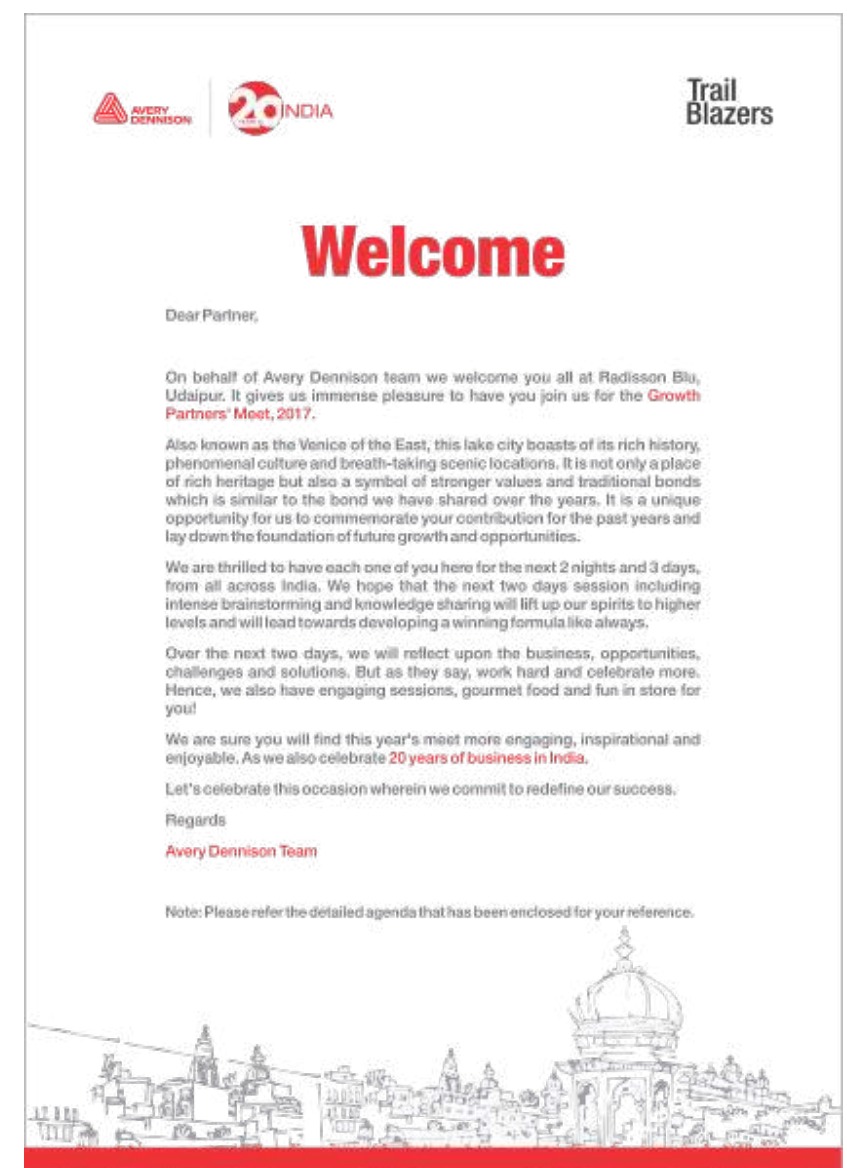 AVERY
DENNISON
20 INDIA
Trail
Blazers
Welcome
Dear Partner,
On behalf of Avery Dennison team we welcome you all at Radisson Blu,
Udaipur. It gives us immense pleasure to have you join us for the Growth
Partners' Meet, 2017.
Also known as the Venice of the East, this lake city boasts of its rich history,
phenomenal culture and breath-taking scenic locations. It is not only a place
of rich heritage but also a symbol of stronger values and traditional bonds
which is similar to the bond we have shared over the years. It is a unique
opportunity for us to commemorate your contribution for the past years and
lay down the foundation of future growth and opportunities.
We are thrilled to have each one of you here for the next 2 nights and 3 days,
from all across India. We hope that the next two days session including
intense brainstorming and knowledge sharing will lift up our spirits to higher
levels and will lead towards developing a winning formula like always.
Over the next two days, we will reflect upon the business, opportunities,
challenges and solutions. But as they say, work hard and celebrate more.
Hence, we also have engaging sessions, gourmet food and fun in store for
you!
We are sure you will find this year's meet more engaging, inspirational and
enjoyable. As we also celebrate 20 years of business in India.
Let's celebrate this occasion wherein we commit to redefine our success.
Regards
Avery Dennison Team
Note: Please refer the detailed agenda that has been enclosed for your reference.